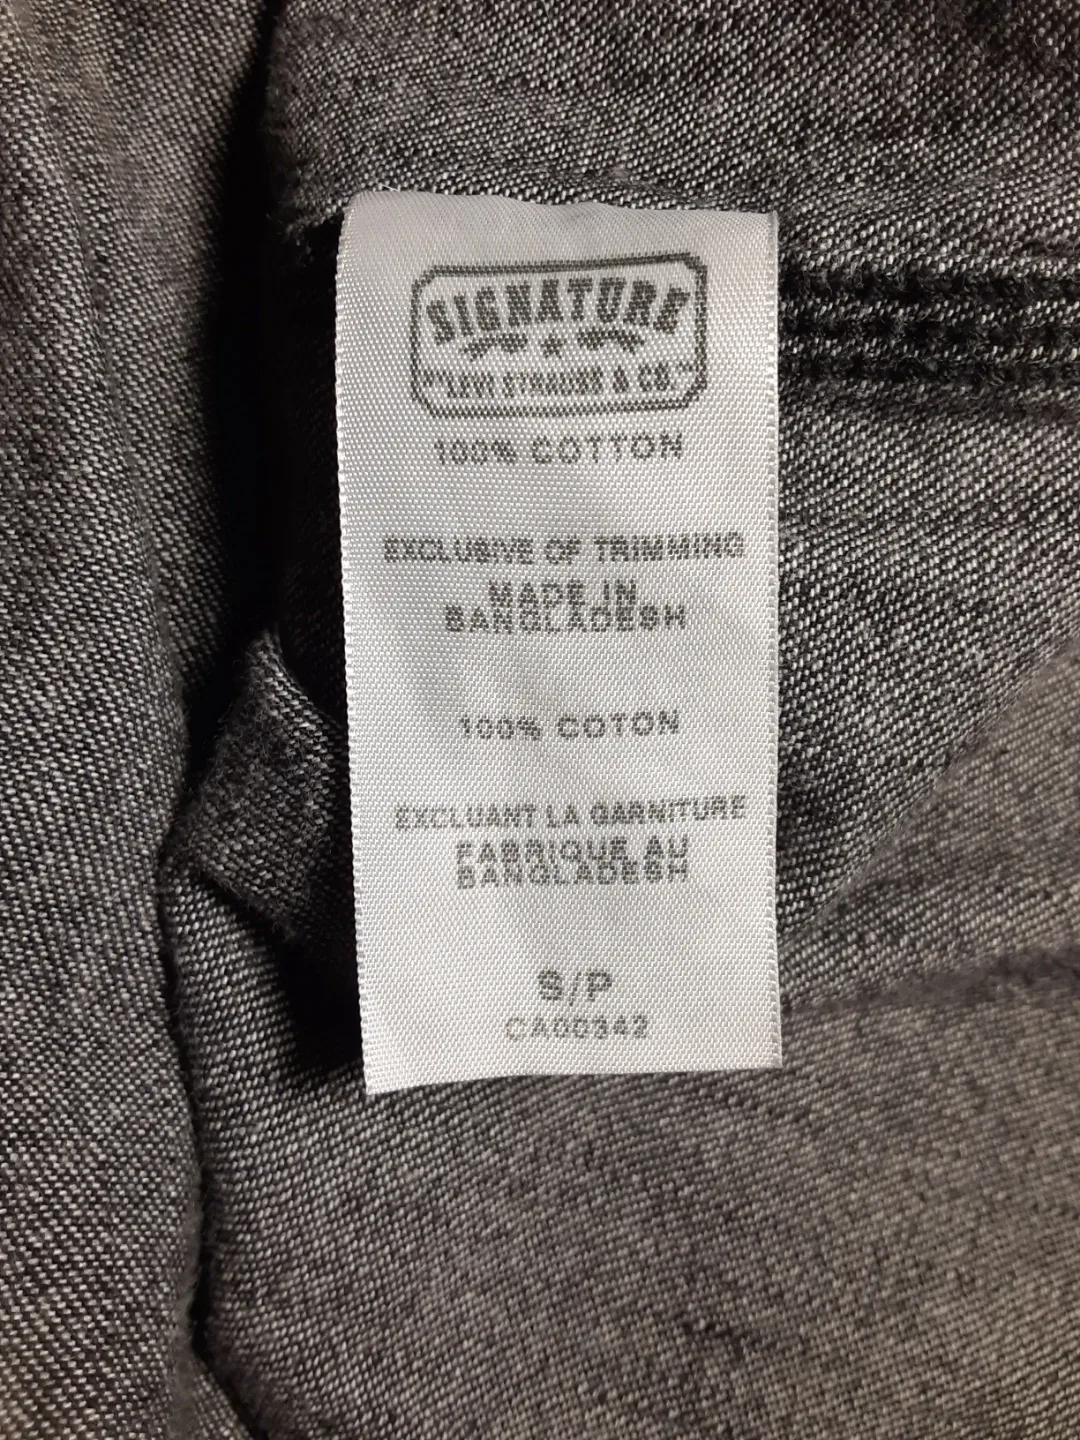 SIGNATURE
"LEVI STRAUSS & CO."
100% COTTON
EXCLUSIVE OF TRIMMING
MADE IN
BANGLADESH
100% COTON
EXCLUANT LA GARNITURE
FABRIQUE AU
BANGLADESH
S/P
CA00342